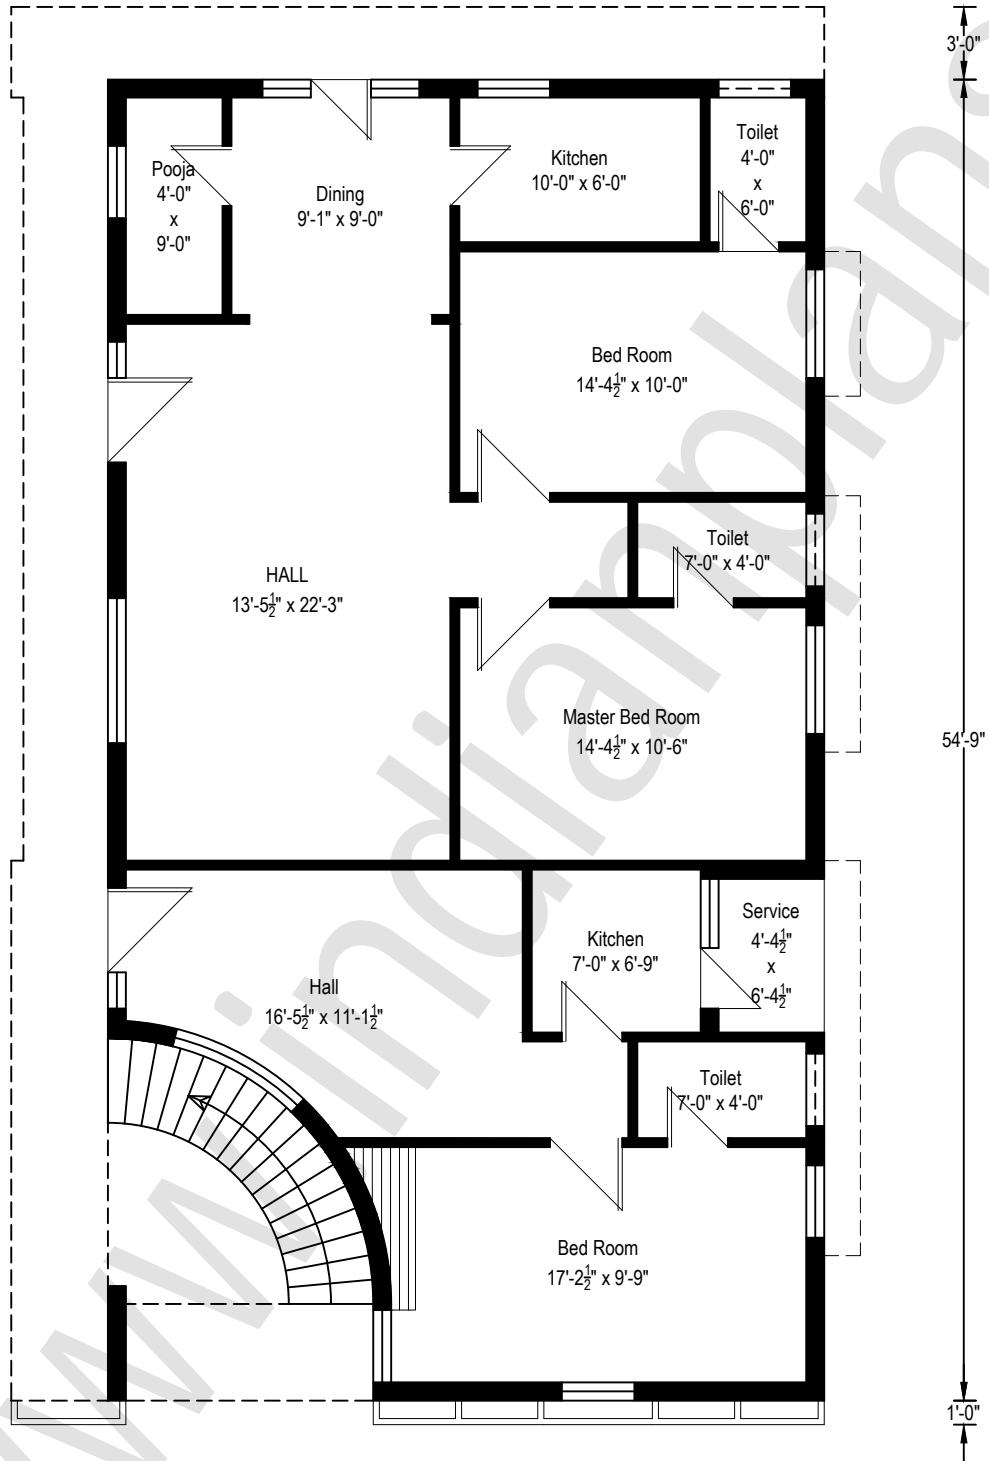 3'-0"
Toilet
4'-0"
x
6'-0"
Kitchen
10'-0" x 6'-0"
Pooja
4'-0"
x
9'-0"
Dining
9'-1" x 9'-0"
Bed Room
14'-4½" x 10'-0"
Toilet
7'-0" x 4'-0"
HALL
13'-5½" x 22'-3"
Master Bed Room
14'-4½" x 10'-6"
54'-9"
Service
4'-4½"
x
6'-4½"
Kitchen
7'-0" x 6'-9"
Hall
16'-5½" x 11'-1½"
Toilet
7'-0" x 4'-0"
Bed Room
17'-2½" x 9'-9"
1'-0"
www.indianplans